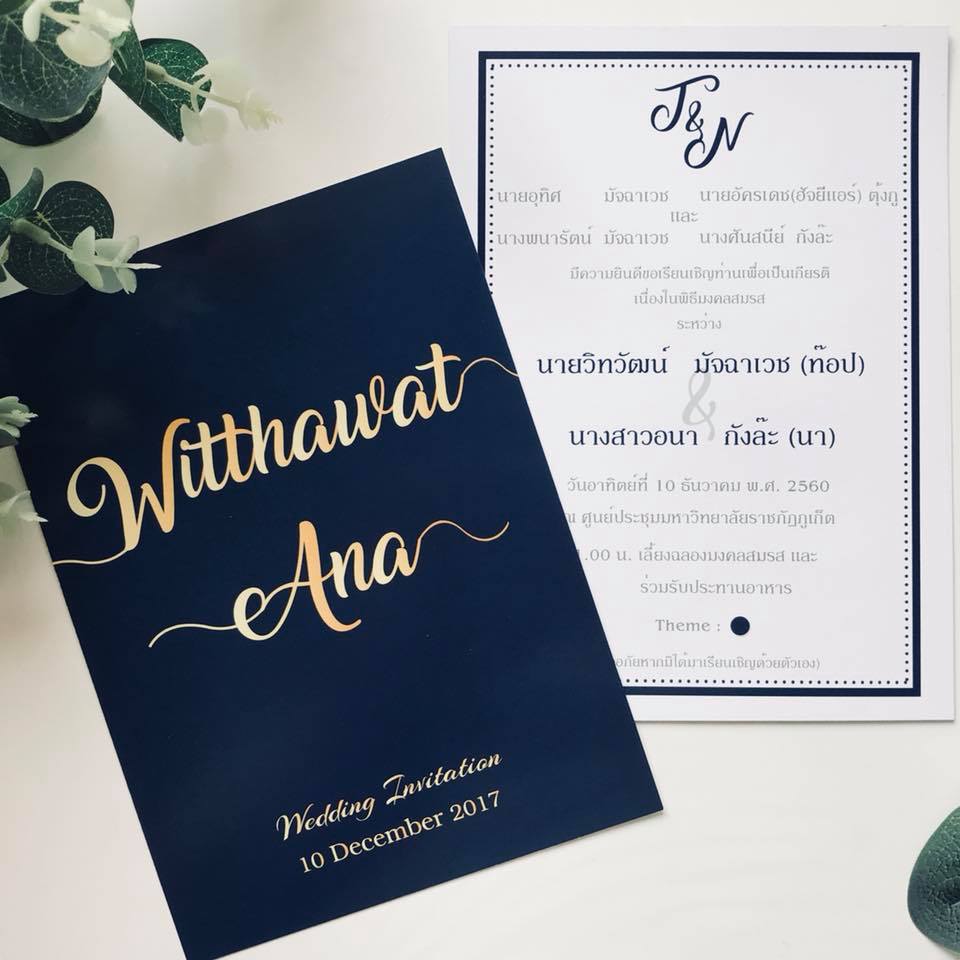 Witthawat
Ana
Wedding Invitation
10 December 2017
T&N
นายอุทิศ มัจฉาเวช นายอัครเดช(ฮัจยีแอร์) ตุ้งกู
และ
นางพนารัตน์ มัจฉาเวช นางศันสนีย์ กังล๊ะ
มีความยินดีขอเรียนเชิญท่านเพื่อเป็นเกียรติ
เนื่องในพิธีมงคลสมรส
ระหว่าง
นายวิทวัฒน์ มัจฉาเวช (ท๊อป)
&
นางสาวอนา กังล๊ะ (นา)
วันอาทิตย์ที่ 10 ธันวาคม พ.ศ. 2560
ณ ศูนย์ประชุมมหาวิทยาลัยราชภัฏภูเก็ต
.00 น. เลี้ยงฉลองมงคลสมรส และ
ร่วมรับประทานอาหาร
Theme :
อภัยหากมิได้มาเรียนเชิญด้วยตัวเอง)